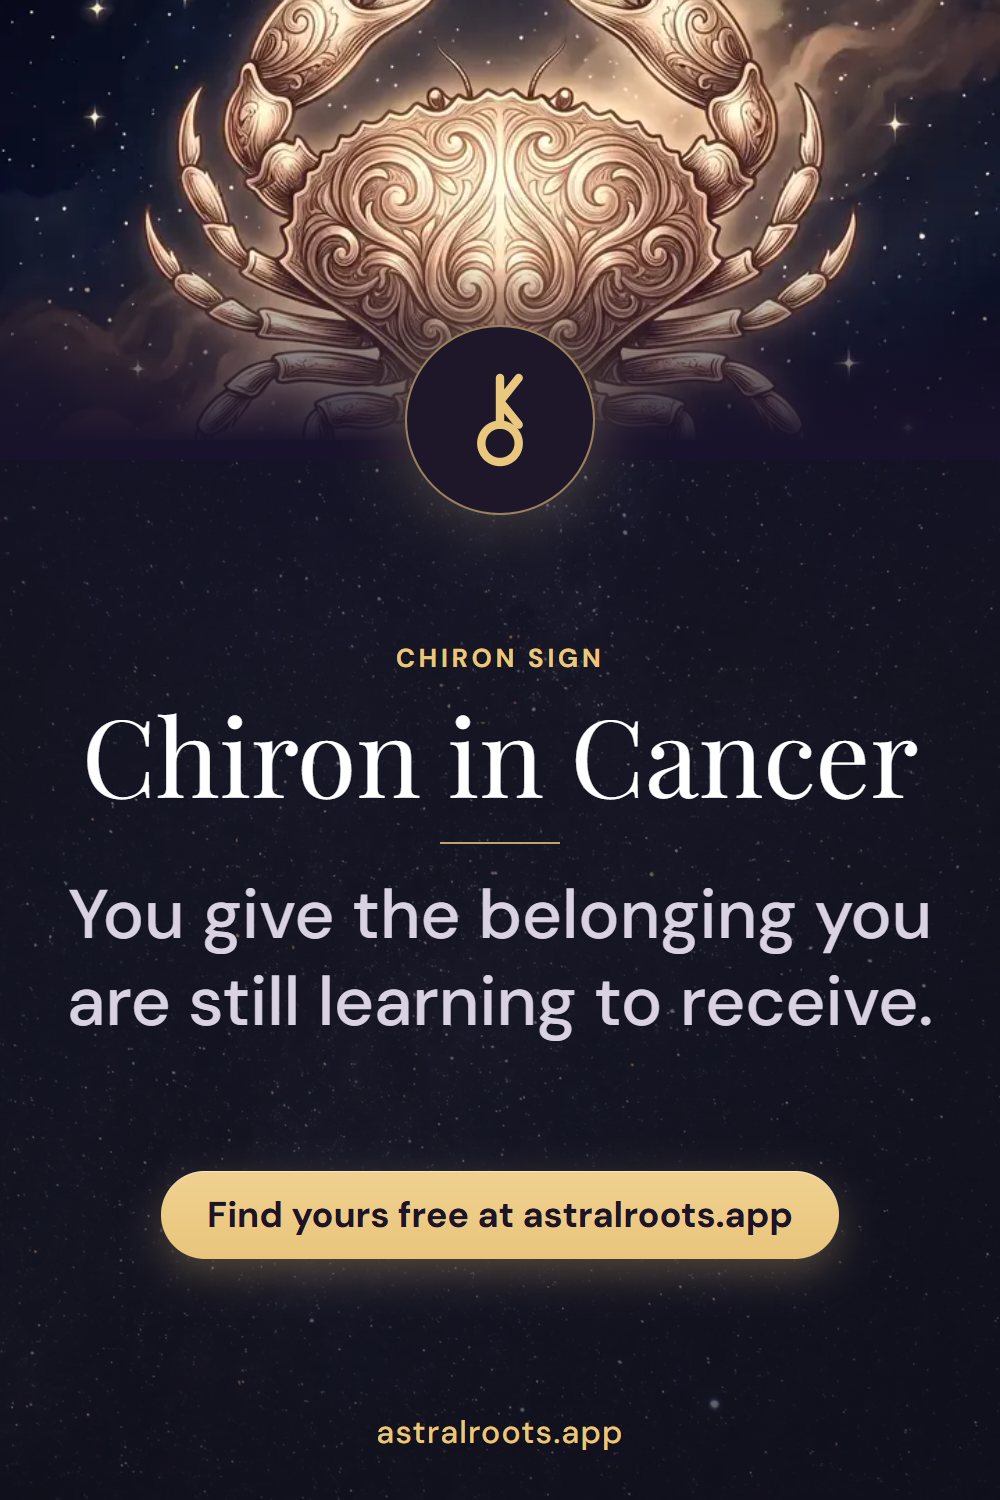 CHIRON SIGN
Chiron in Cancer
You give the belonging you
are still learning to receive.
Find yours free at astralroots.app
astralroots.app